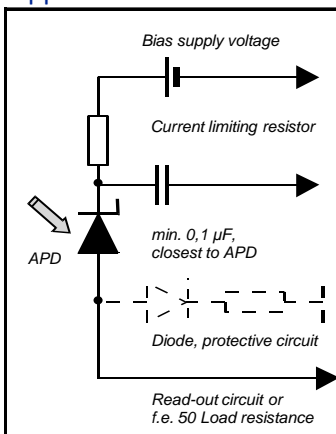 Bias supply voltage
Current limiting resistor
min. 0,1 µF,
closest to APD
APD
Diode, protective circuit
Read-out circuit or
f.e. 50 Load resistance